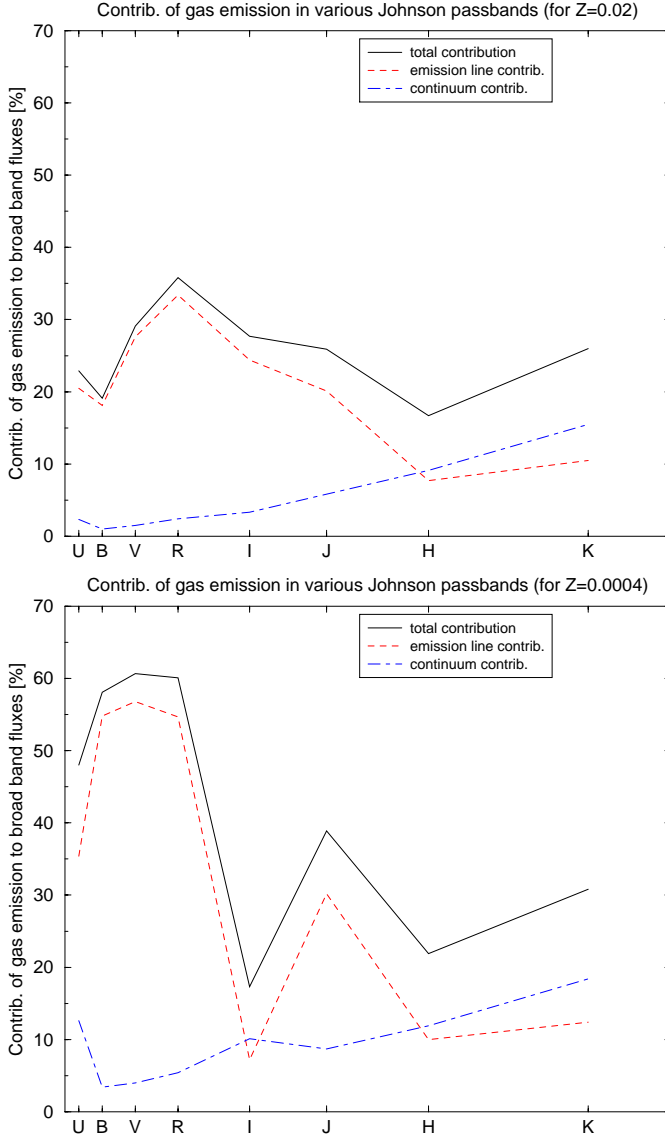 Contrib. of gas emission in various Johnson passbands (for Z=0.02)
70
60
50
40
30
20
10
0
Contrib. of gas emission to broad band fluxes [%]
total contribution
emission line contrib.
continuum contrib.
U B V R I J H K
Contrib. of gas emission in various Johnson passbands (for Z=0.0004)
70
60
50
40
30
20
10
0
Contrib. of gas emission to broad band fluxes [%]
total contribution
emission line contrib.
continuum contrib.
U B V R I J H K